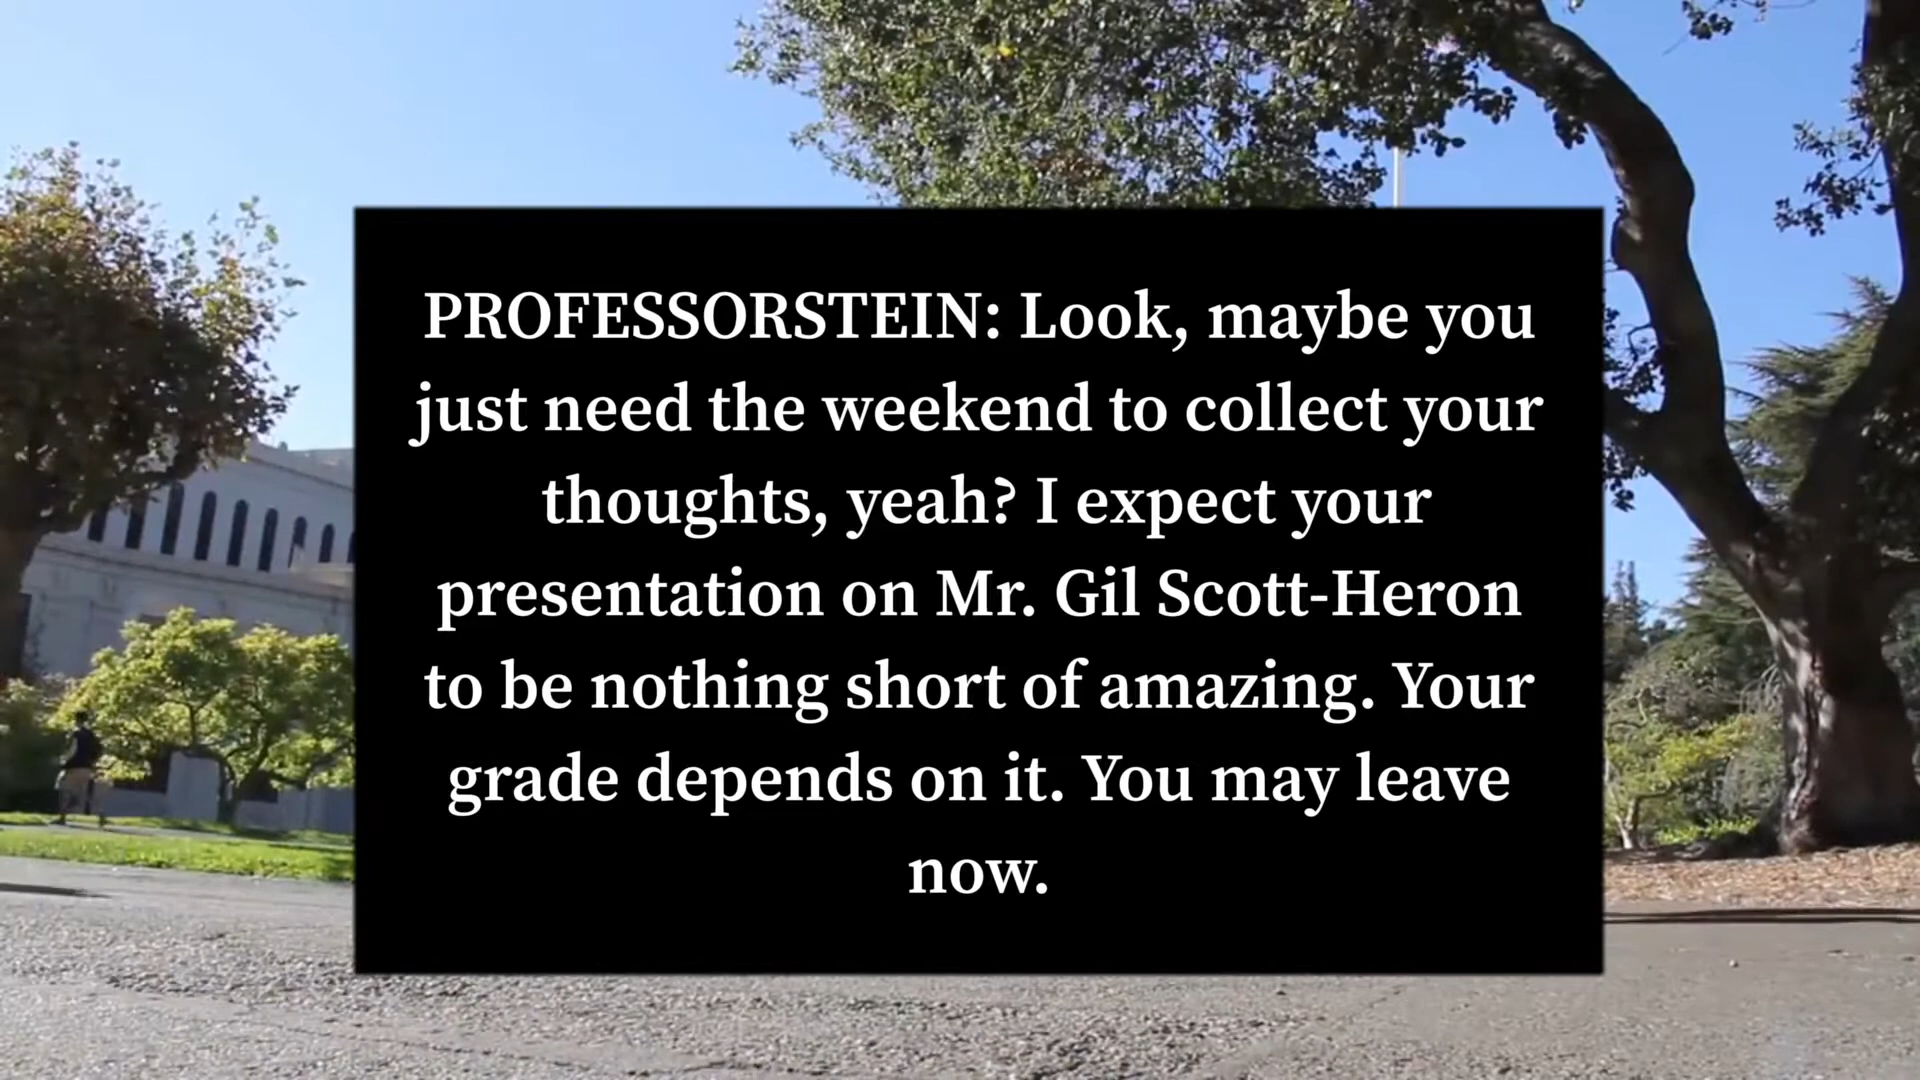 PROFESSORSTEIN: Look, maybe you
just need the weekend to collect your
thoughts, yeah? I expect your
presentation on Mr. Gil Scott-Heron
to be nothing short of amazing. Your
grade depends on it. You may leave
now.